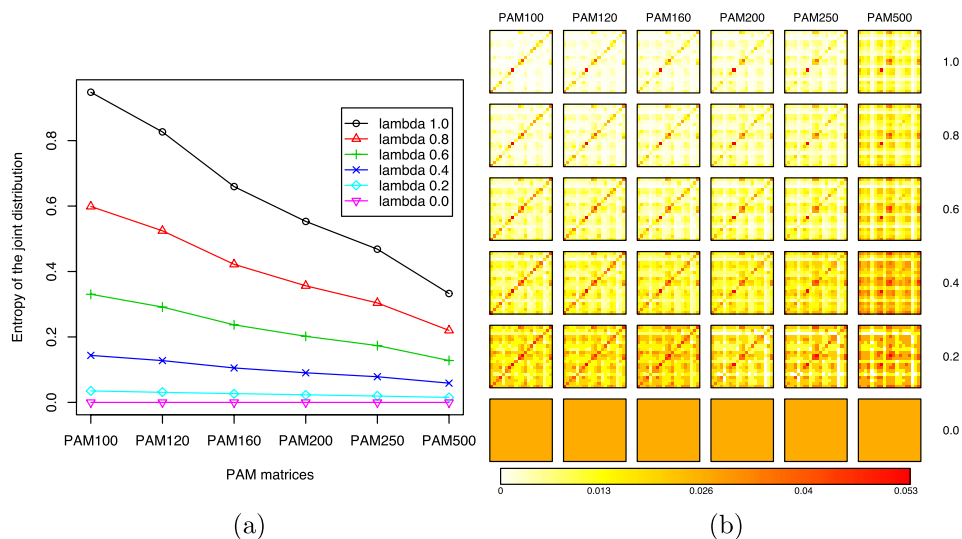 Entropy of the joint distribution
0.8
0.6
0.4
0.2
0.0
lambda 1.0
lambda 0.8
lambda 0.6
lambda 0.4
lambda 0.2
lambda 0.0
PAM100 PAM120 PAM160 PAM200 PAM250 PAM500
PAM matrices
(a)
PAM100 PAM120 PAM160 PAM200 PAM250 PAM500
1.0
0.8
0.6
0.4
0.2
0.0
0 0.013 0.026 0.04 0.053
(b)